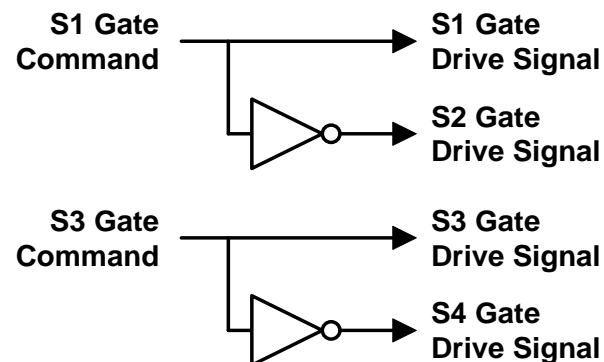 S1 Gate
Command
S1 Gate
Drive Signal
S2 Gate
Drive Signal
S3 Gate
Command
S3 Gate
Drive Signal
S4 Gate
Drive Signal